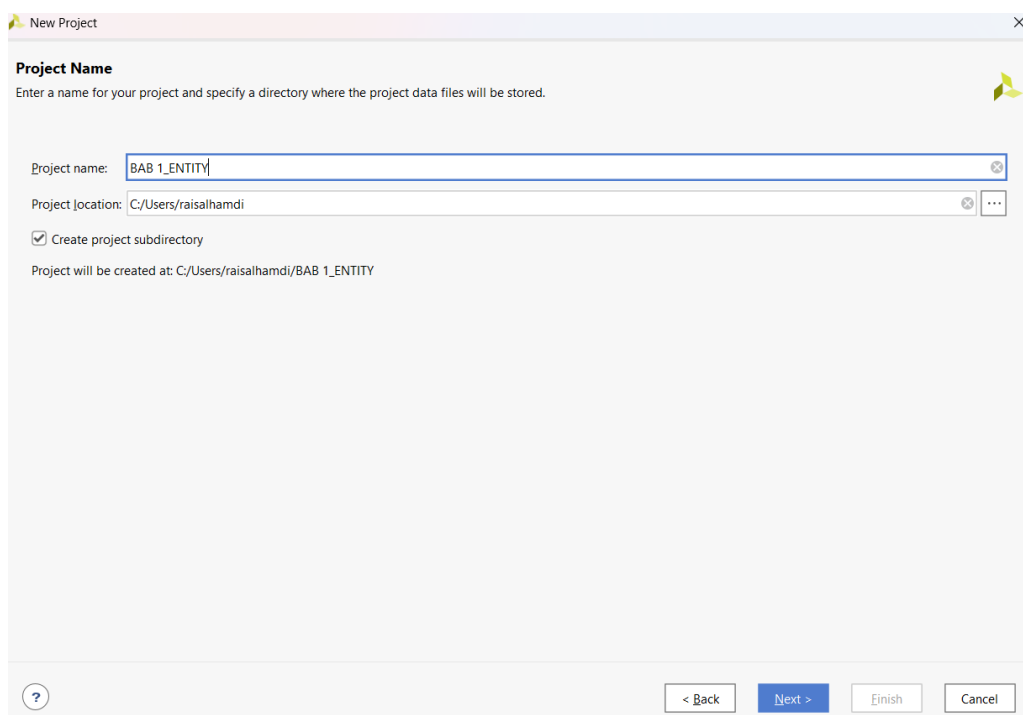 New Project
Project Name
Enter a name for your project and specify a directory where the project data files will be stored.
Project name: BAB 1_ENTITY
Project location: C:/Users/raisalhamdi
Create project subdirectory
Project will be created at: C:/Users/raisalhamdi/BAB 1_ENTITY
? < Back Next > Finish Cancel